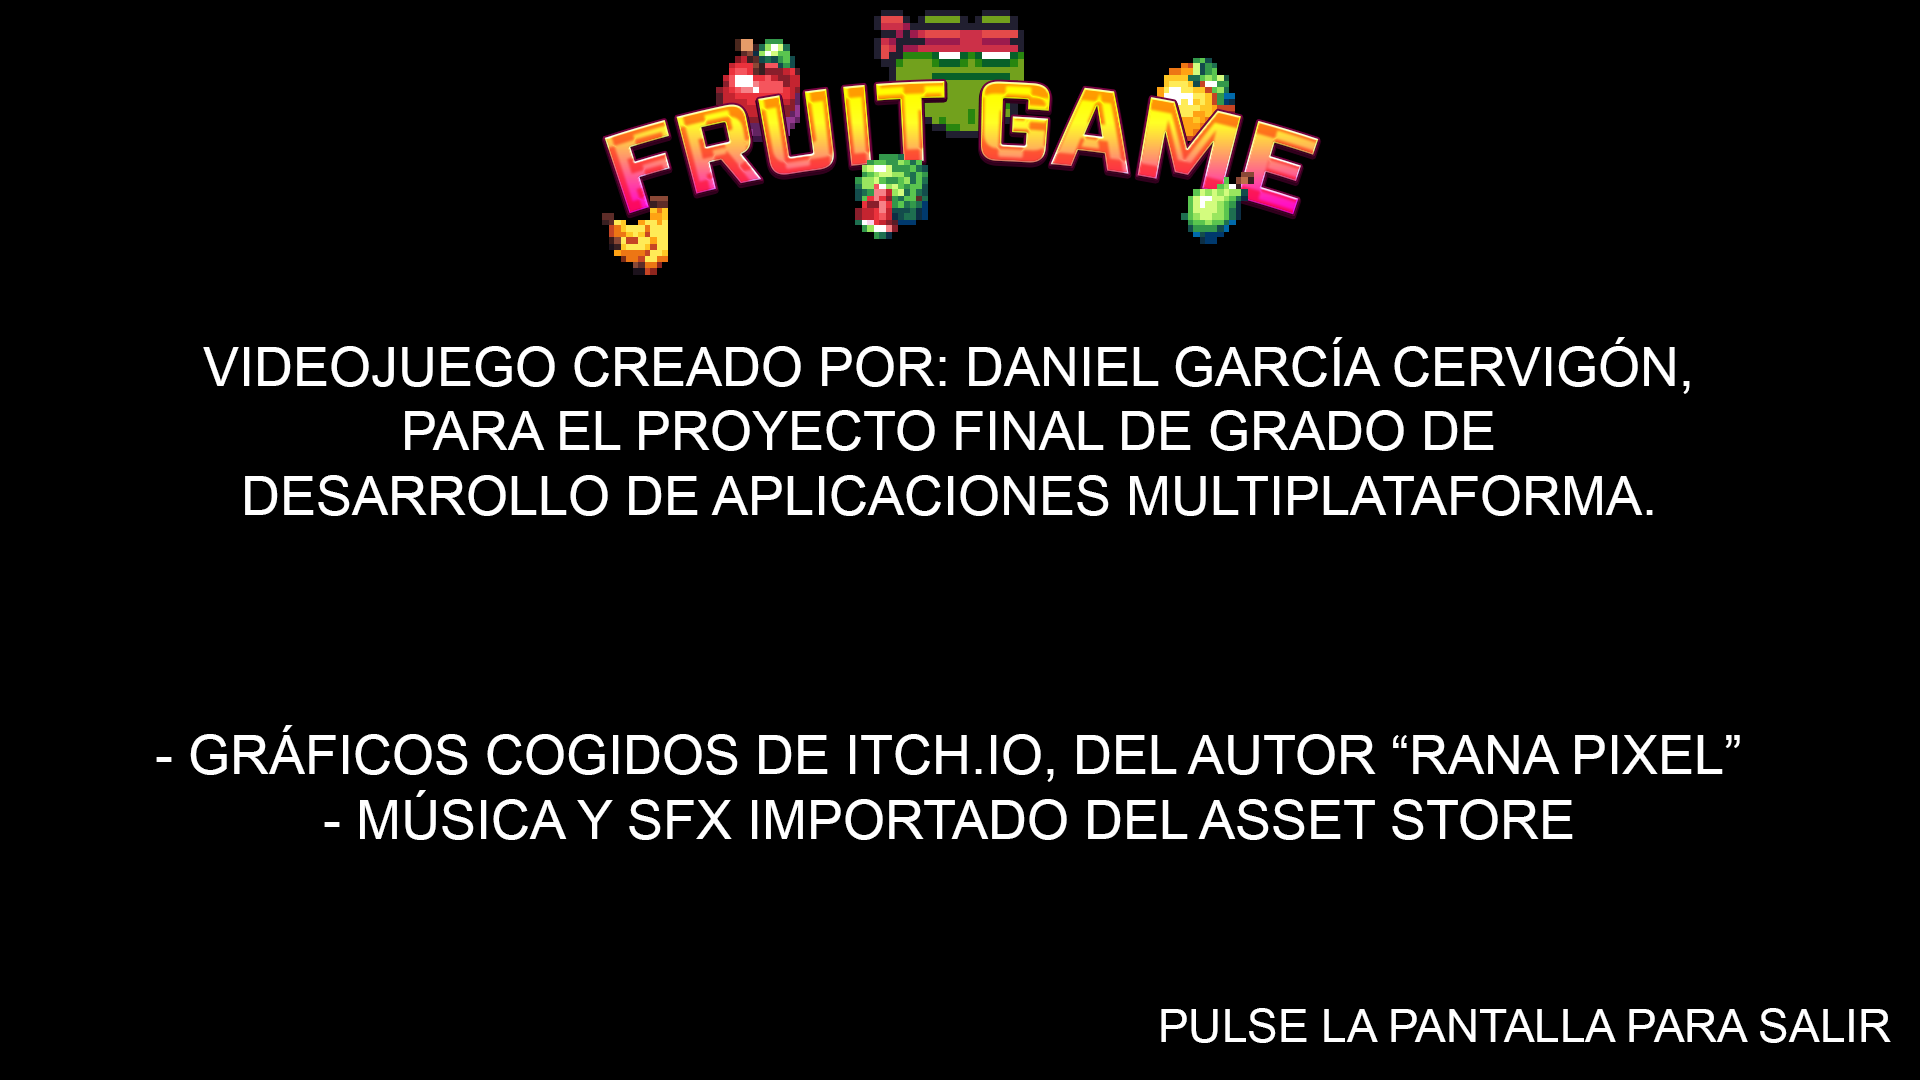 FRUIT GAME
VIDEOJUEGO CREADO POR: DANIEL GARCÍA CERVIGÓN,
PARA EL PROYECTO FINAL DE GRADO DE
DESARROLLO DE APLICACIONES MULTIPLATAFORMA.
- GRÁFICOS COGIDOS DE ITCH.IO, DEL AUTOR “RANA PIXEL”
- MÚSICA Y SFX IMPORTADO DEL ASSET STORE
PULSE LA PANTALLA PARA SALIR